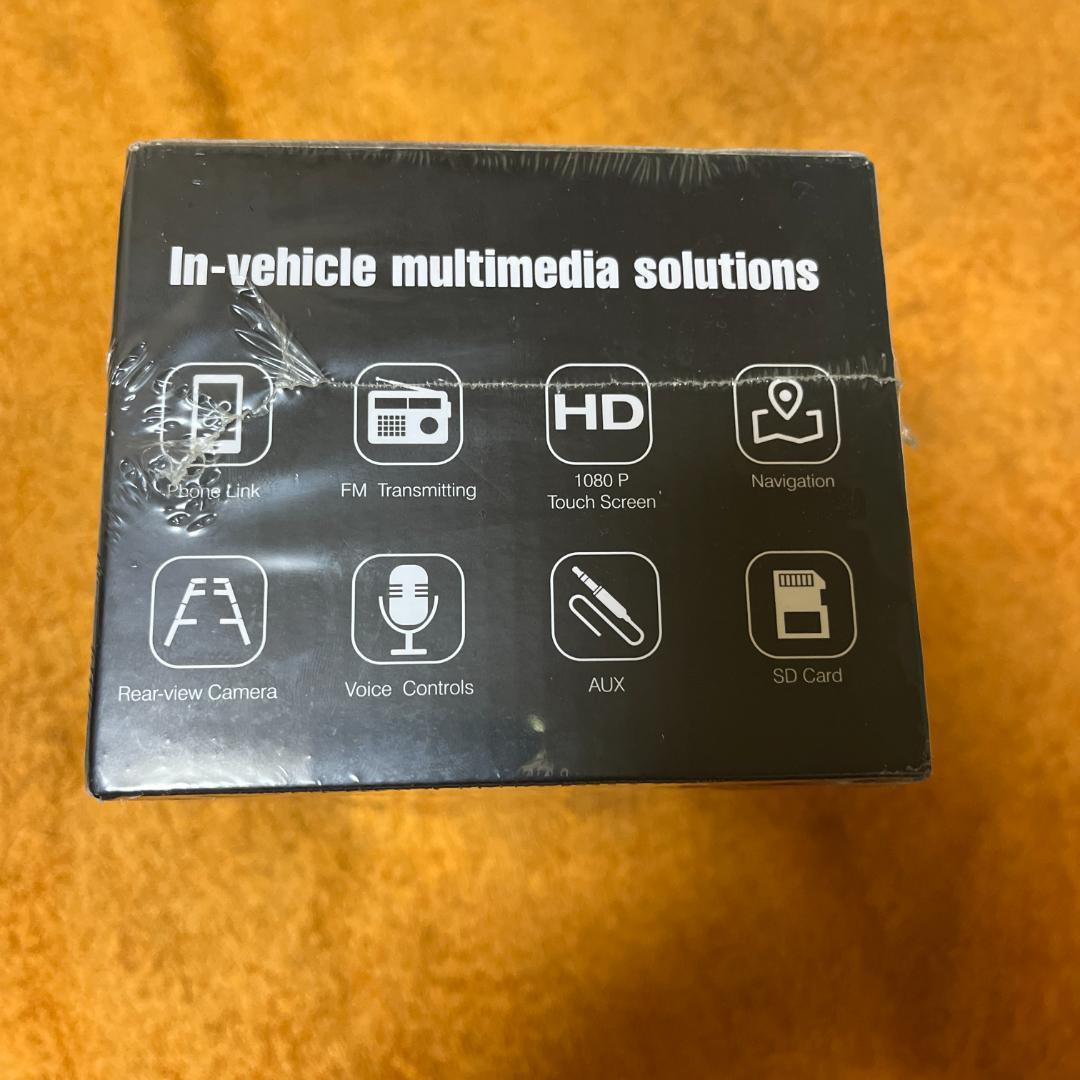 In-vehicle multimedia solutions
Phone Link
FM Transmitting
HD
1080 P
Touch Screen
Navigation
Rear-view Camera
Voice Controls
AUX
SD Card